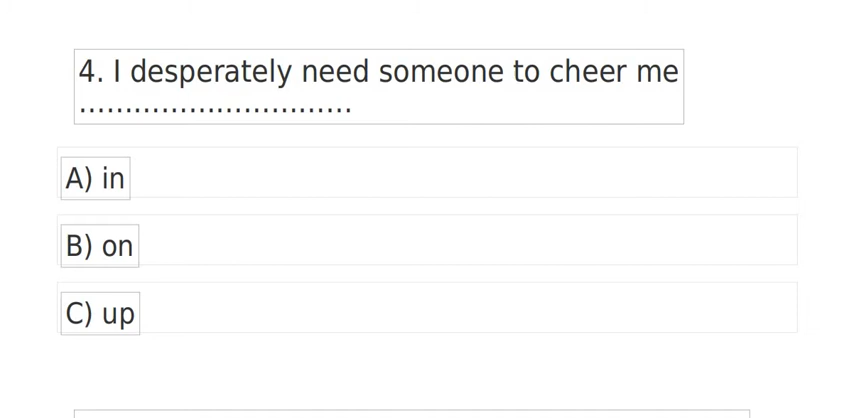 4. I desperately need someone to cheer me
..............................
A) in
B) on
C) up